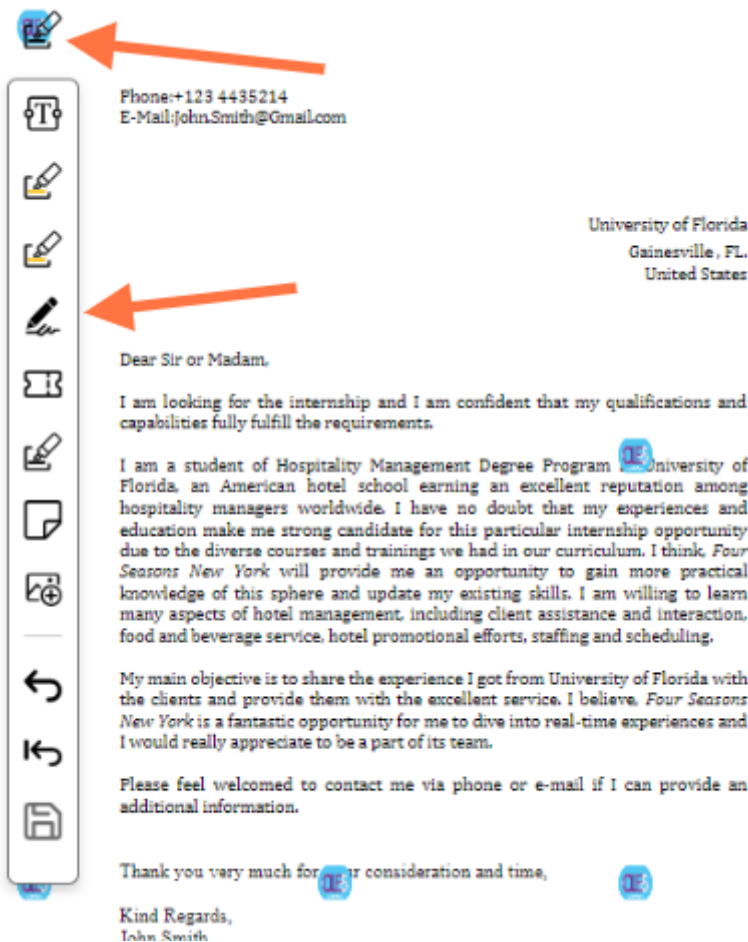 Phone:+123 4435214
E-Mail:John.Smith@Gmail.com
University of Florida
Gainesville, FL.
United States
Dear Sir or Madam,
I am looking for the internship and I am confident that my qualifications and
capabilities fully fulfill the requirements.
I am a student of Hospitality Management Degree Program University of
Florida, an American hotel school earning an excellent reputation among
hospitality managers worldwide. I have no doubt that my experiences and
education make me strong candidate for this particular internship opportunity
due to the diverse courses and trainings we had in our curriculum. I think, Four
Seasons New York will provide me an opportunity to gain more practical
knowledge of this sphere and update my existing skills. I am willing to learn
many aspects of hotel management, including client assistance and interaction,
food and beverage service, hotel promotional efforts, staffing and scheduling.
My main objective is to share the experience I got from University of Florida with
the clients and provide them with the excellent service. I believe, Four Seasons
New York is a fantastic opportunity for me to dive into real-time experiences and
I would really appreciate to be a part of its team.
Please feel welcomed to contact me via phone or e-mail if I can provide an
additional information.
Thank you very much for consideration and time,
Kind Regards,
John Smith